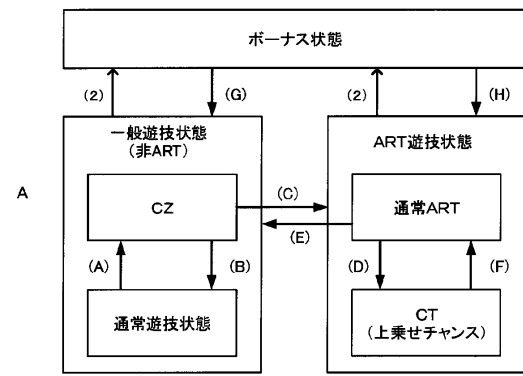 ボーナス状態
(2)
(G)
(2)
(H)
一般遊技状態
(非ART)
ART遊技状態
A
CZ
(C)
通常ART
(E)
(A)
(B)
(D)
(F)
通常遊技状態
CT
(上乗せチャンス)